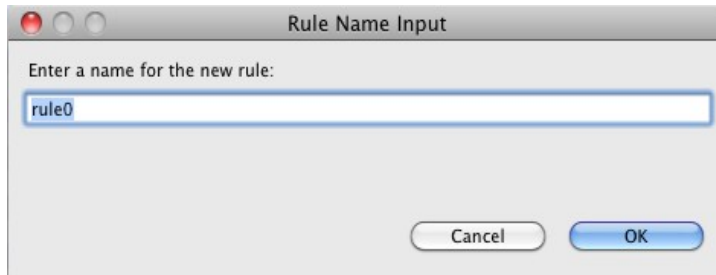 Rule Name Input
Enter a name for the new rule:
rule0
Cancel
OK